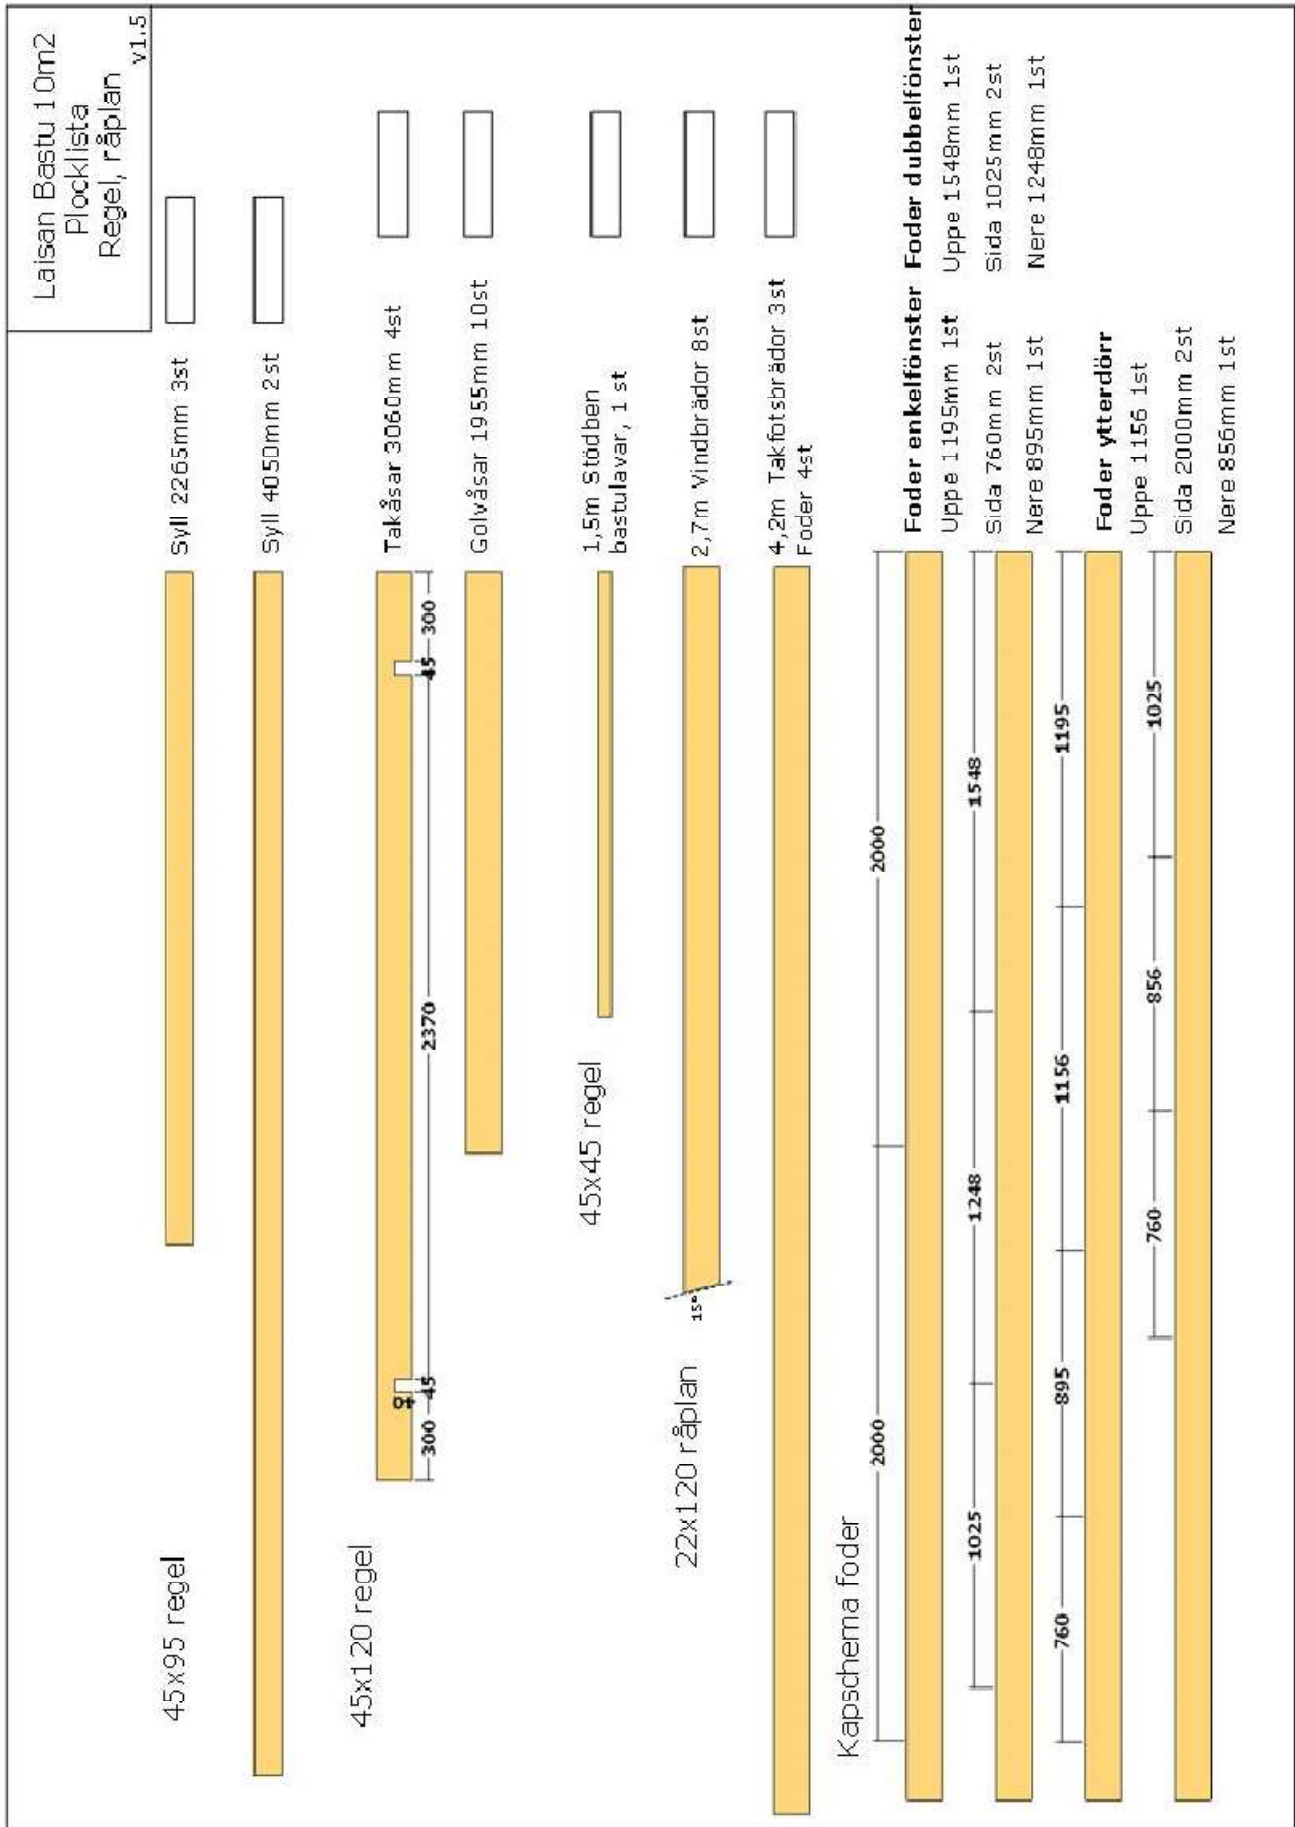 Laisan Bastu 10m2
Plocklista
Regel, råplan
v1.5
45x95 regel
Syll 2265mm 3st
Syll 4050mm 2st
45x120 regel
Takåsar 3060mm 4st
300
45
40
2370
45
300
Golvåsar 1955mm 10st
45x45 regel
1,5m Stödben
bastulavar, 1 st
22x120 råplan
15°
2,7m Vindbrädor 8st
4,2m Takfotsbrädor 3st
Foder 4st
Kapschema foder
2000
2000
1025
1248
1548
760
895
1156
1195
760
856
1025
Foder enkelfönster
Uppe 1195mm 1st
Sida 760mm 2st
Nere 895mm 1st
Foder dubbelfönster
Uppe 1548mm 1st
Sida 1025mm 2st
Nere 1248mm 1st
Foder ytterdörr
Uppe 1156 1st
Sida 2000mm 2st
Nere 856mm 1st